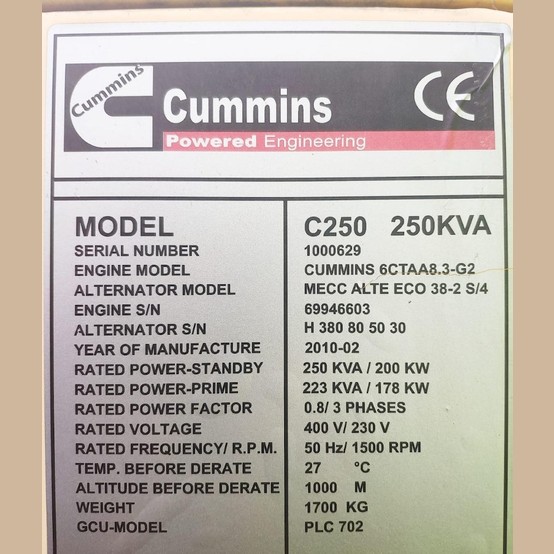 Cummins
Cummins CE
Powered Engineering
MODEL C250 250KVA
SERIAL NUMBER 1000629
ENGINE MODEL CUMMINS 6CTAA8.3-G2
ALTERNATOR MODEL MECC ALTE ECO 38-2 S/4
ENGINE S/N 69946603
ALTERNATOR S/N H 380 80 50 30
YEAR OF MANUFACTURE 2010-02
RATED POWER-STANDBY 250 KVA / 200 KW
RATED POWER-PRIME 223 KVA / 178 KW
RATED POWER FACTOR 0.8/ 3 PHASES
RATED VOLTAGE 400 V/ 230 V
RATED FREQUENCY/ R.P.M. 50 Hz/ 1500 RPM
TEMP. BEFORE DERATE 27 °C
ALTITUDE BEFORE DERATE 1000 M
WEIGHT 1700 KG
GCU-MODEL PLC 702